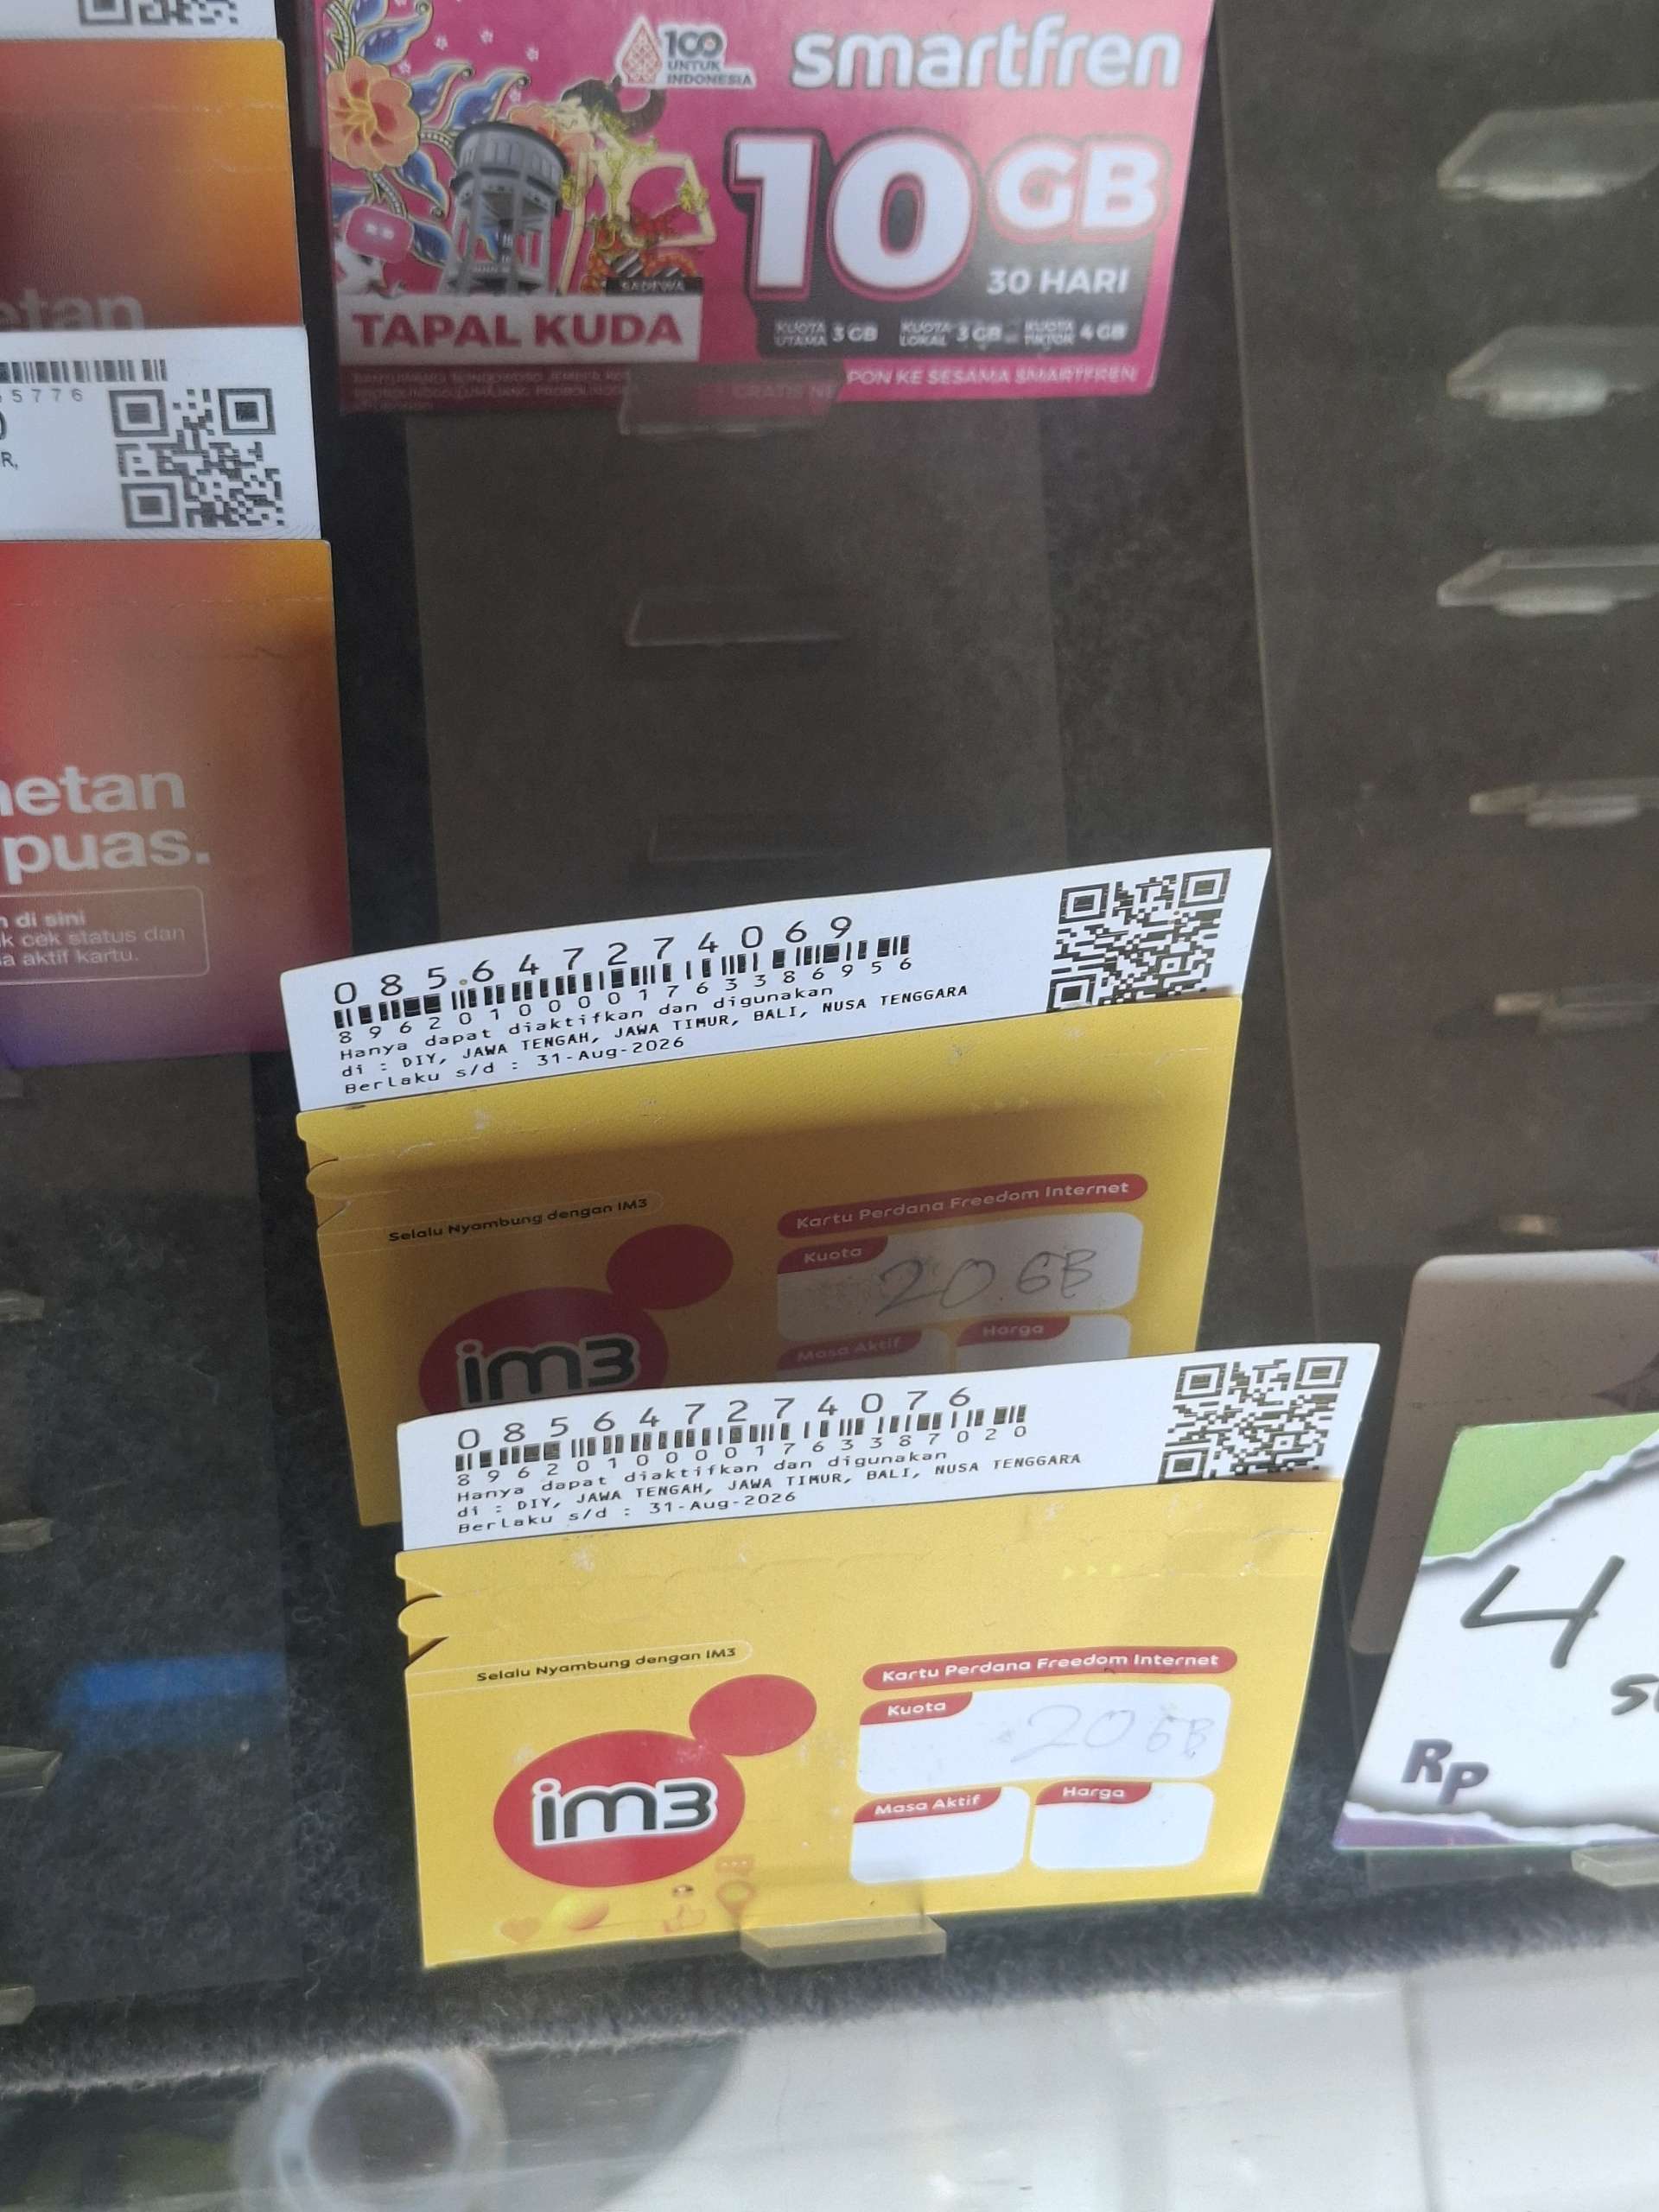 100
UNTUK
INDONESIA
smartfren
10 GB
30 HARI
SADEWA
TAPAL KUDA
KUOTA UTAMA 3 GB KUOTA LOKAL 3 GB KUOTA TIKTOK 4 GB
PON KE SESAMA SMARTFREN
etan
5776
R,
netan
puas.
n di sini
k cek status dan
a aktif kartu.
085647274069
8962010000176338 6956
Hanya dapat diaktifkan dan digunakan
di : DIY, JAWA TENGAH, JAWA TIMUR, BALI, NUSA TENGGARA
Berlaku s/d : 31-Aug-2026
Selalu Nyambung dengan IM3
Kartu Perdana Freedom Internet
Kuota
20 GB
Masa Aktif
Harga
im3
085647274076
89620100001763387020
Hanya dapat diaktifkan dan digunakan
di : DIY, JAWA TENGAH, JAWA TIMUR, BALI, NUSA TENGGARA
Berlaku s/d : 31-Aug-2026
Selalu Nyambung dengan IM3
Kartu Perdana Freedom Internet
Kuota
20 GB
Masa Aktif
Harga
im3
4
Rp